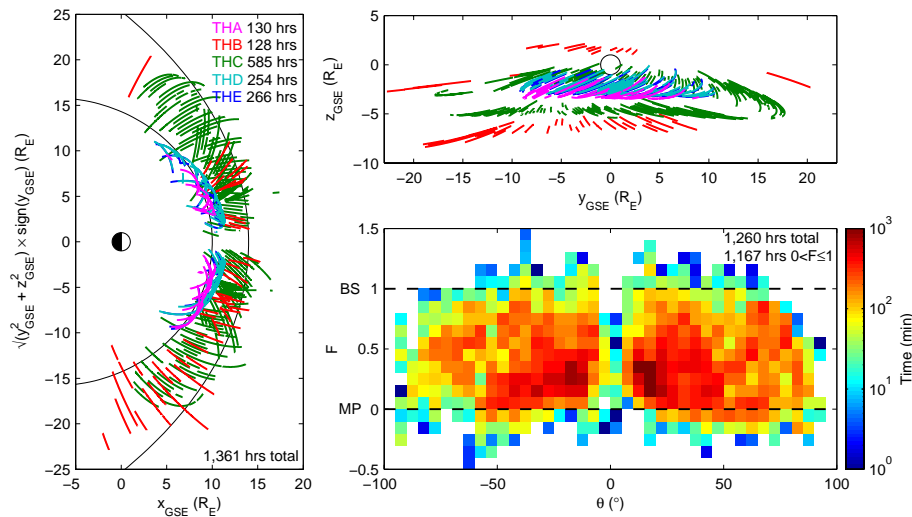 THA 130 hrs
THB 128 hrs
THC 585 hrs
THD 254 hrs
THE 266 hrs
25
20
15
10
5
0
−5
−10
−15
−20
−25
√(y²GSE + z²GSE) × sign(yGSE) (RE)
1,361 hrs total
−5 0 5 10 15 20
xGSE (RE)
5
0
−5
−10
zGSE (RE)
−20 −15 −10 −5 0 5 10 15 20
yGSE (RE)
1.5
BS 1
0.5
MP 0
−0.5
F
1,260 hrs total
1,167 hrs 0<F≤1
−100 −50 0 50 100
θ (°)
10³
10²
10¹
10⁰
Time (min)